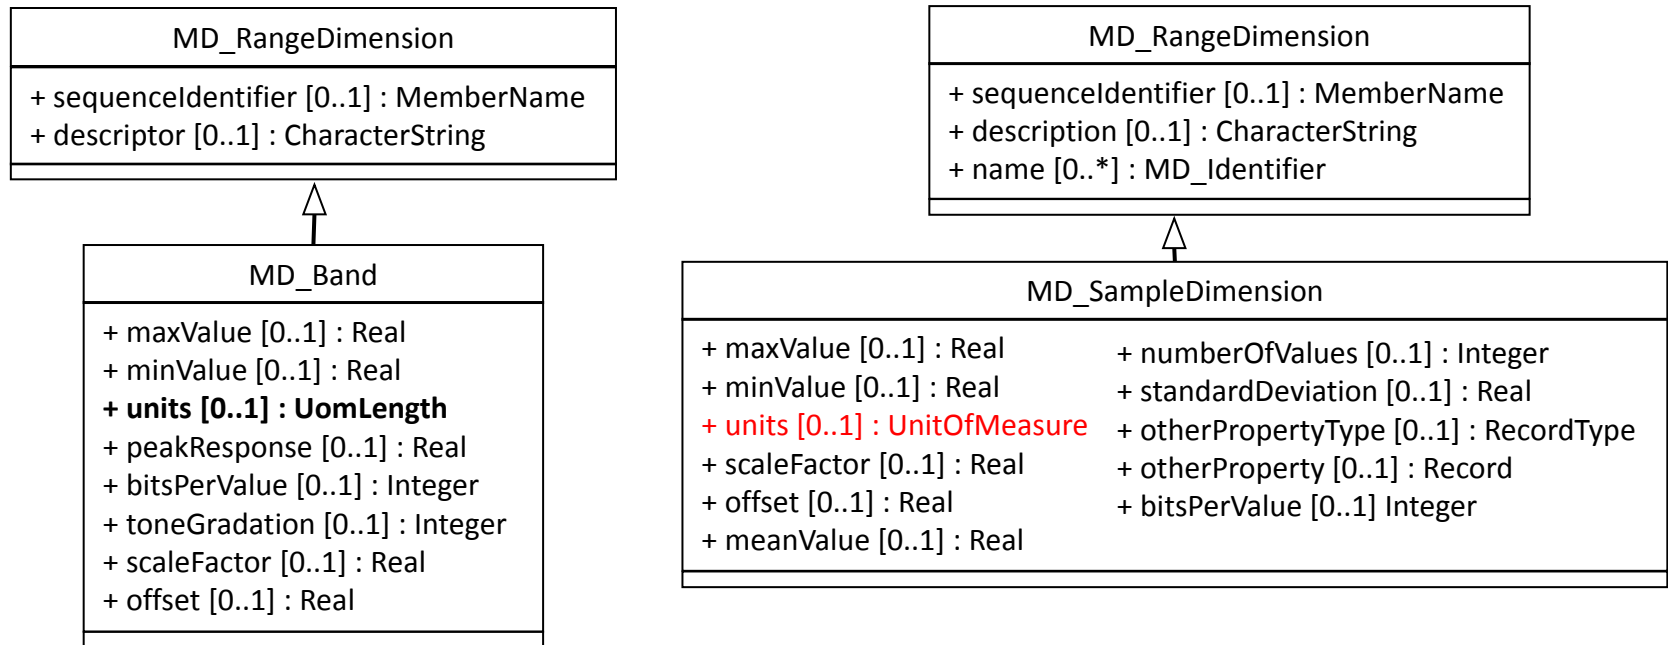 MD_RangeDimension
+ sequenceIdentifier [0..1] : MemberName
+ descriptor [0..1] : CharacterString
MD_Band
+ maxValue [0..1] : Real
+ minValue [0..1] : Real
+ units [0..1] : UomLength
+ peakResponse [0..1] : Real
+ bitsPerValue [0..1] : Integer
+ toneGradation [0..1] : Integer
+ scaleFactor [0..1] : Real
+ offset [0..1] : Real
MD_RangeDimension
+ sequenceIdentifier [0..1] : MemberName
+ description [0..1] : CharacterString
+ name [0..*] : MD_Identifier
MD_SampleDimension
+ maxValue [0..1] : Real
+ minValue [0..1] : Real
+ units [0..1] : UnitOfMeasure
+ scaleFactor [0..1] : Real
+ offset [0..1] : Real
+ meanValue [0..1] : Real
+ numberOfValues [0..1] : Integer
+ standardDeviation [0..1] : Real
+ otherPropertyType [0..1] : RecordType
+ otherProperty [0..1] : Record
+ bitsPerValue [0..1] Integer